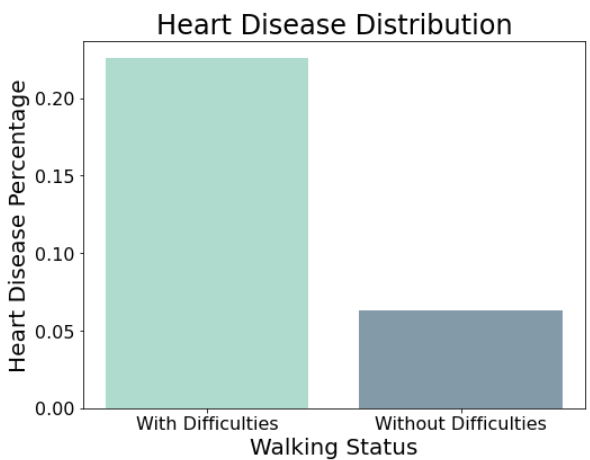 Heart Disease Distribution
Heart Disease Percentage
0.20
0.15
0.10
0.05
0.00
With Difficulties Without Difficulties
Walking Status